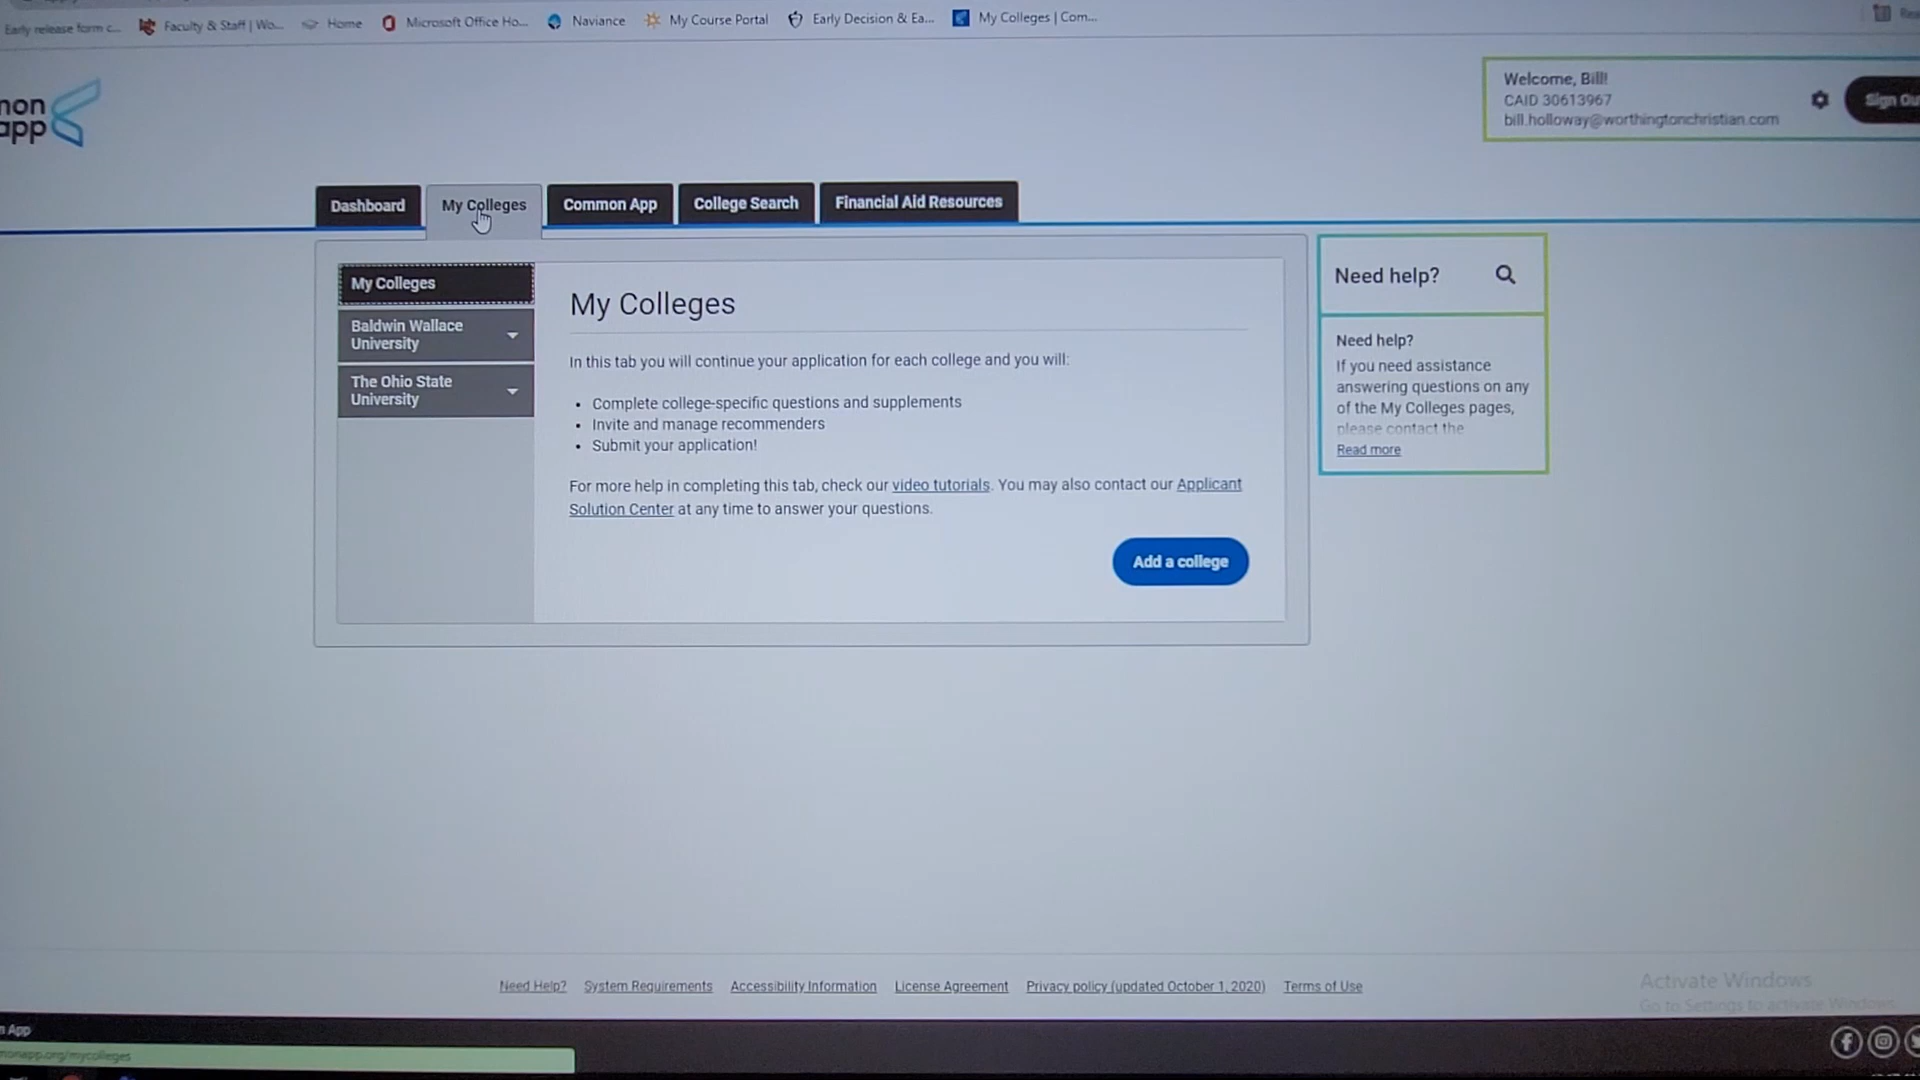 Early release form c...
Faculty & Staff | Wo...
Home
Microsoft Office Ho...
Naviance
My Course Portal
Early Decision & Ea...
My Colleges | Com...
mon
app
Welcome, Bill!
CAID 30613967
bill.holloway@worthingtonchristian.com
Sign Ou
Dashboard
My Colleges
Common App
College Search
Financial Aid Resources
My Colleges
Baldwin Wallace
University
The Ohio State
University
My Colleges
In this tab you will continue your application for each college and you will:
• Complete college-specific questions and supplements
• Invite and manage recommenders
• Submit your application!
For more help in completing this tab, check our video tutorials. You may also contact our Applicant
Solution Center at any time to answer your questions.
Add a college
Need help?
Need help?
If you need assistance
answering questions on any
of the My Colleges pages,
please contact the
Read more
Need Help?
System Requirements
Accessibility Information
License Agreement
Privacy policy (updated October 1, 2020)
Terms of Use
Activate Windows
Go to Settings to activate Windows.
n App
monapp.org/mycolleges